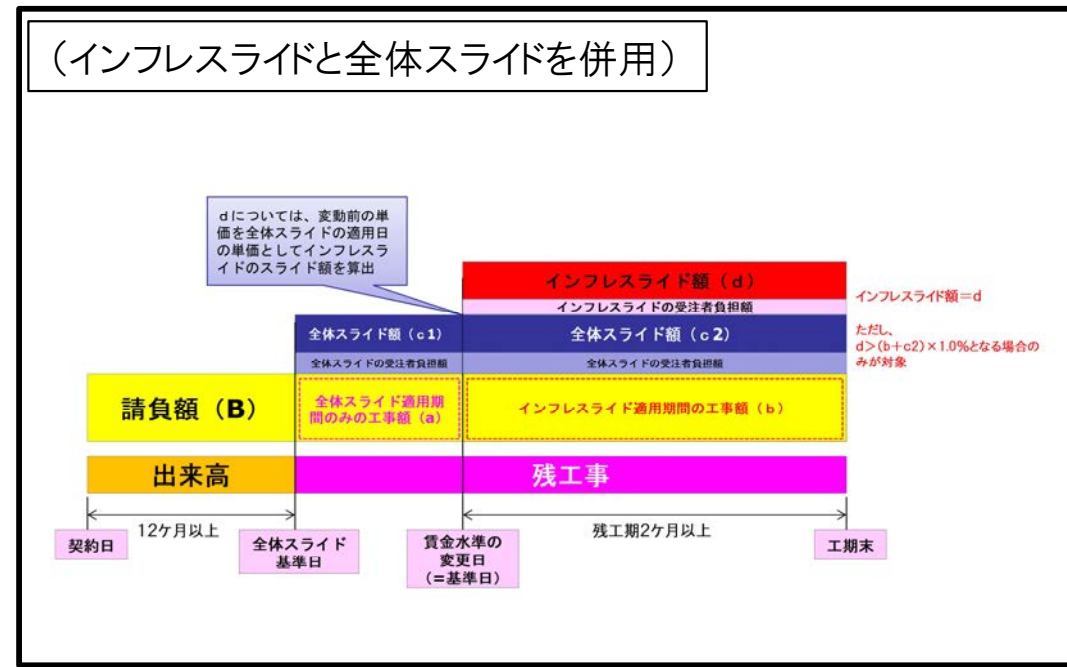 （インフレスライドと全体スライドを併用）
dについては、変動前の単
価を全体スライドの適用日
の単価としてインフレスラ
イドのスライド額を算出
インフレスライド額（d）
インフレスライドの受注者負担額
インフレスライド額＝d
ただし、
d＞(b＋c2)×1.0%となる場合の
みが対象
全体スライド額（c1）
全体スライド額（c2）
全体スライドの受注者負担額
全体スライドの受注者負担額
請負額（B）
全体スライド適用期
間のみの工事額（a）
インフレスライド適用期間の工事額（b）
出来高
残工事
12ケ月以上
残工期2ケ月以上
契約日
全体スライド
基準日
賃金水準の
変更日
（＝基準日）
工期末